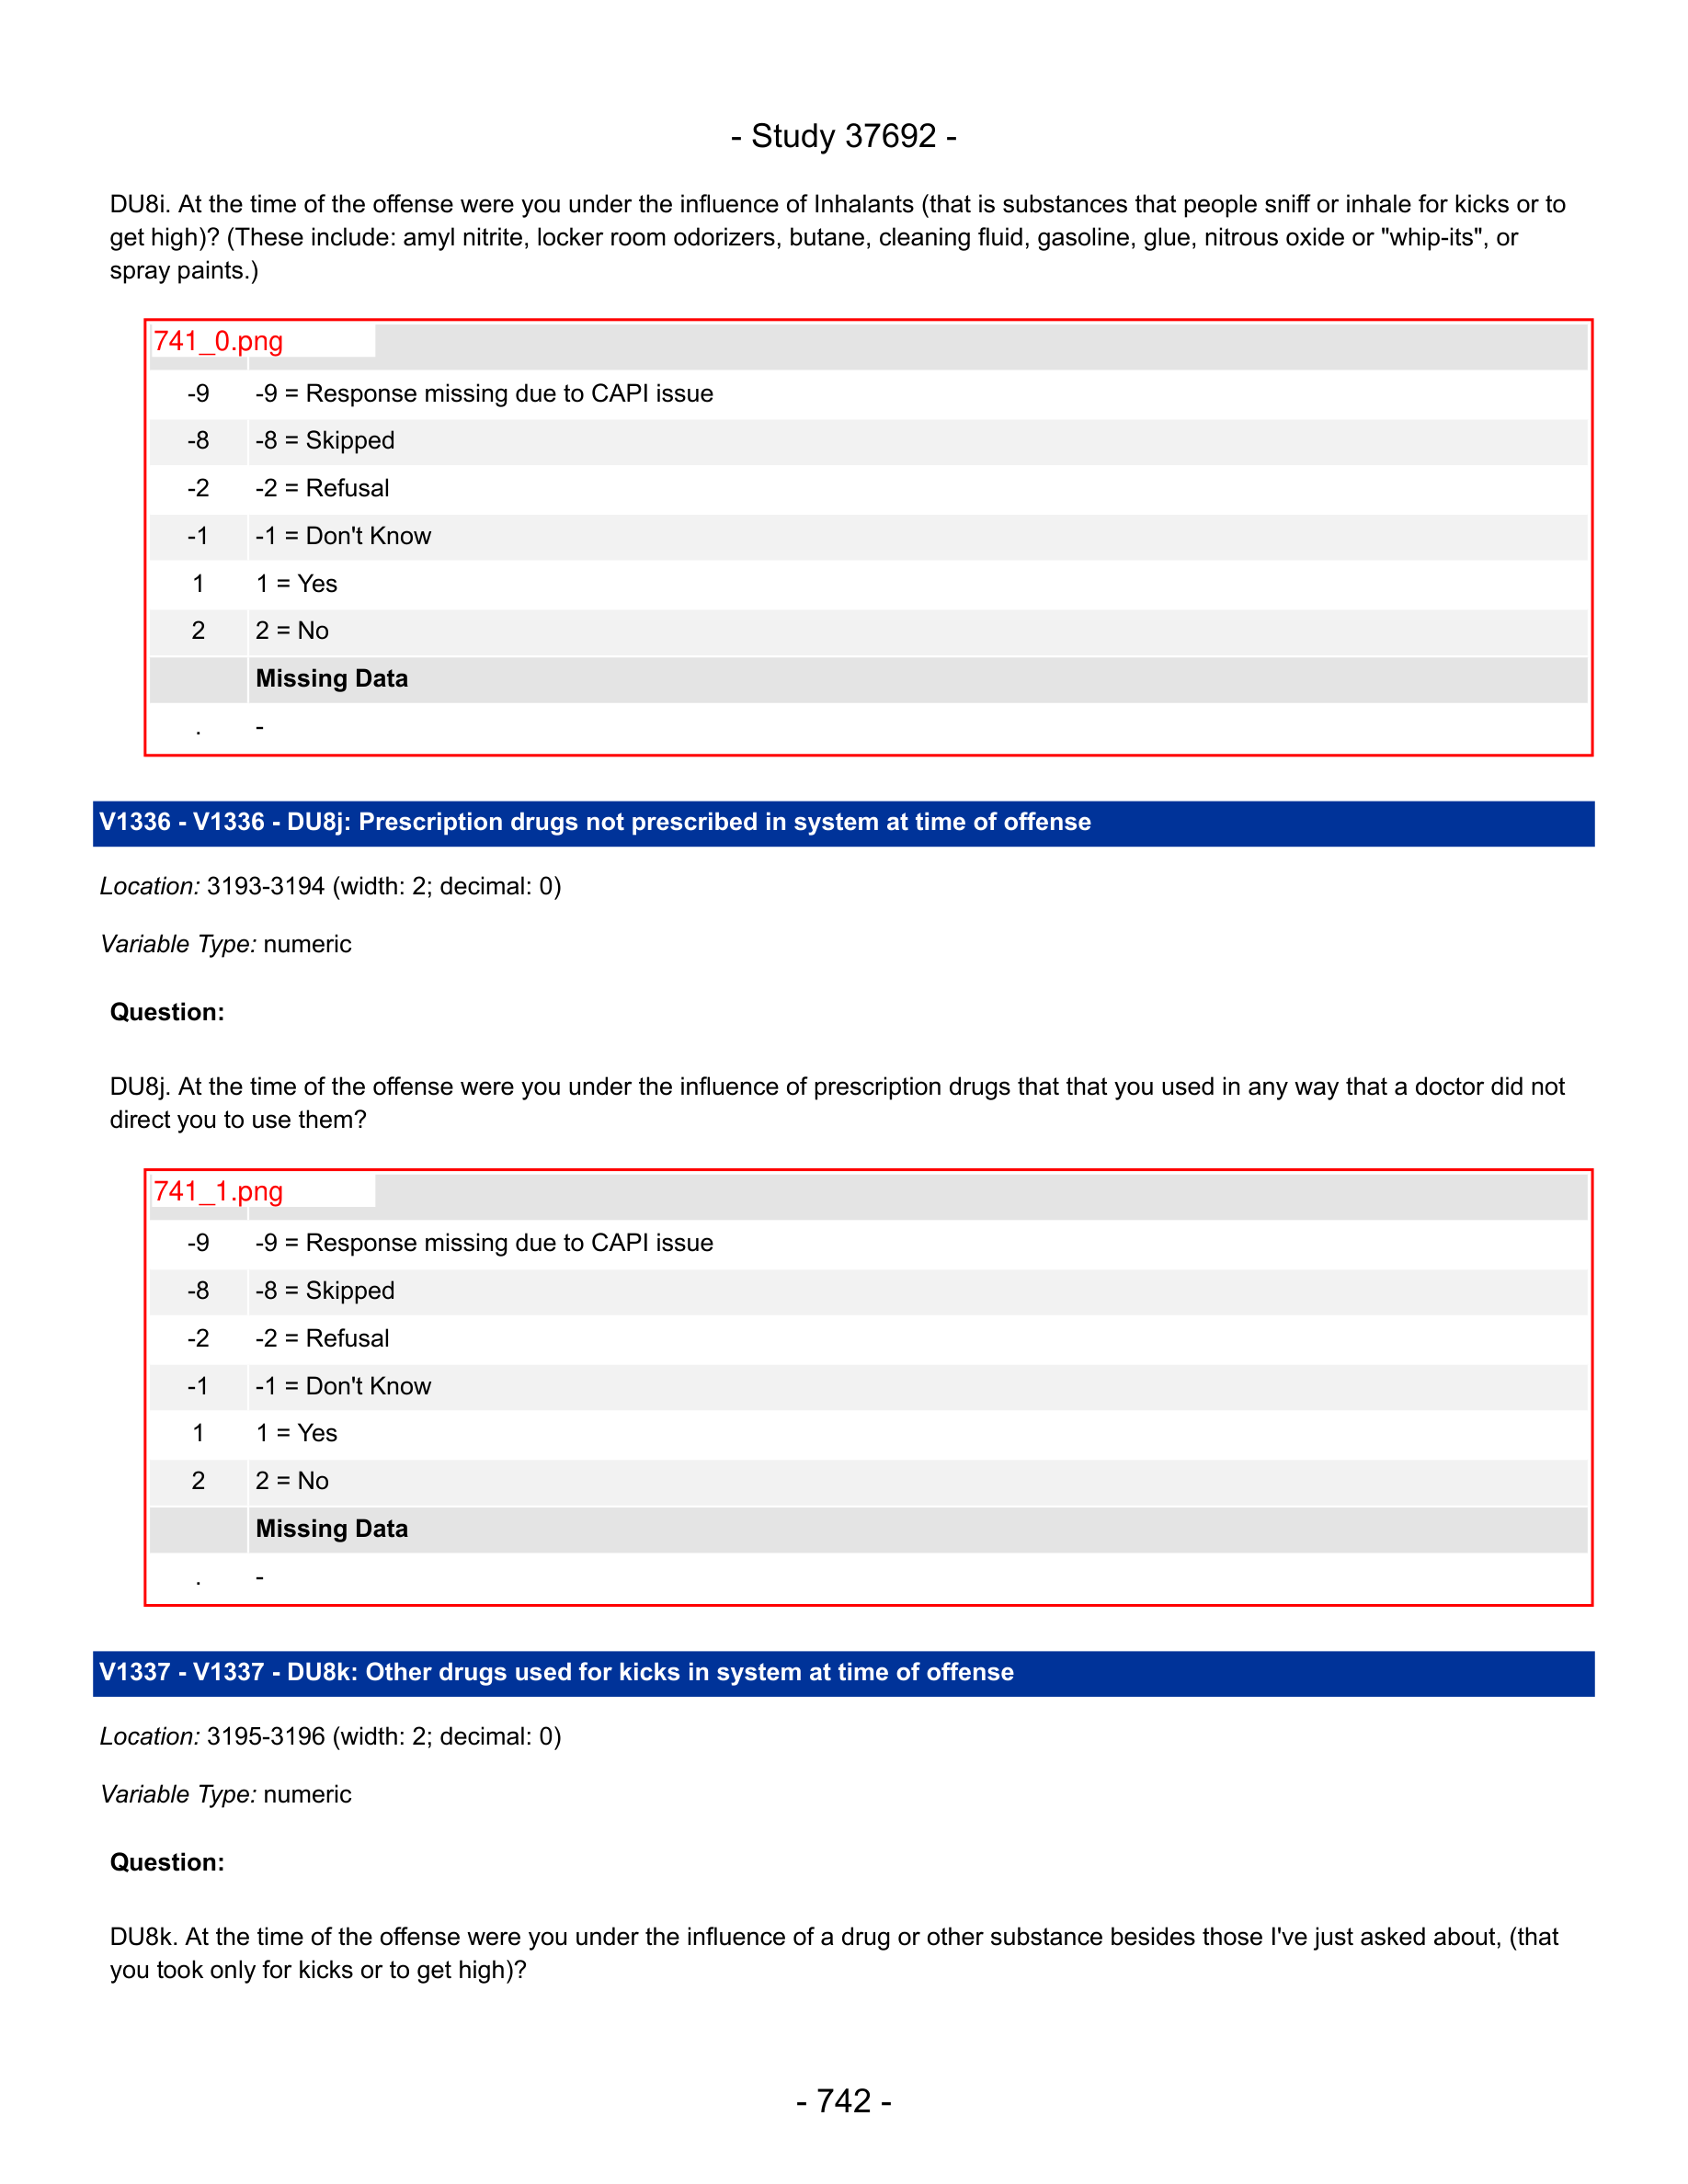 - Study 37692 -
DU8i. At the time of the offense were you under the influence of Inhalants (that is substances that people sniff or inhale for kicks or to
get high)? (These include: amyl nitrite, locker room odorizers, butane, cleaning fluid, gasoline, glue, nitrous oxide or "whip-its", or
spray paints.)
741_0.png
-9 -9 = Response missing due to CAPI issue
-8 -8 = Skipped
-2 -2 = Refusal
-1 -1 = Don't Know
1 1 = Yes
2 2 = No
Missing Data
. -
V1336 - V1336 - DU8j: Prescription drugs not prescribed in system at time of offense
Location: 3193-3194 (width: 2; decimal: 0)
Variable Type: numeric
Question:
DU8j. At the time of the offense were you under the influence of prescription drugs that that you used in any way that a doctor did not
direct you to use them?
741_1.png
-9 -9 = Response missing due to CAPI issue
-8 -8 = Skipped
-2 -2 = Refusal
-1 -1 = Don't Know
1 1 = Yes
2 2 = No
Missing Data
. -
V1337 - V1337 - DU8k: Other drugs used for kicks in system at time of offense
Location: 3195-3196 (width: 2; decimal: 0)
Variable Type: numeric
Question:
DU8k. At the time of the offense were you under the influence of a drug or other substance besides those I've just asked about, (that
you took only for kicks or to get high)?
- 742 -